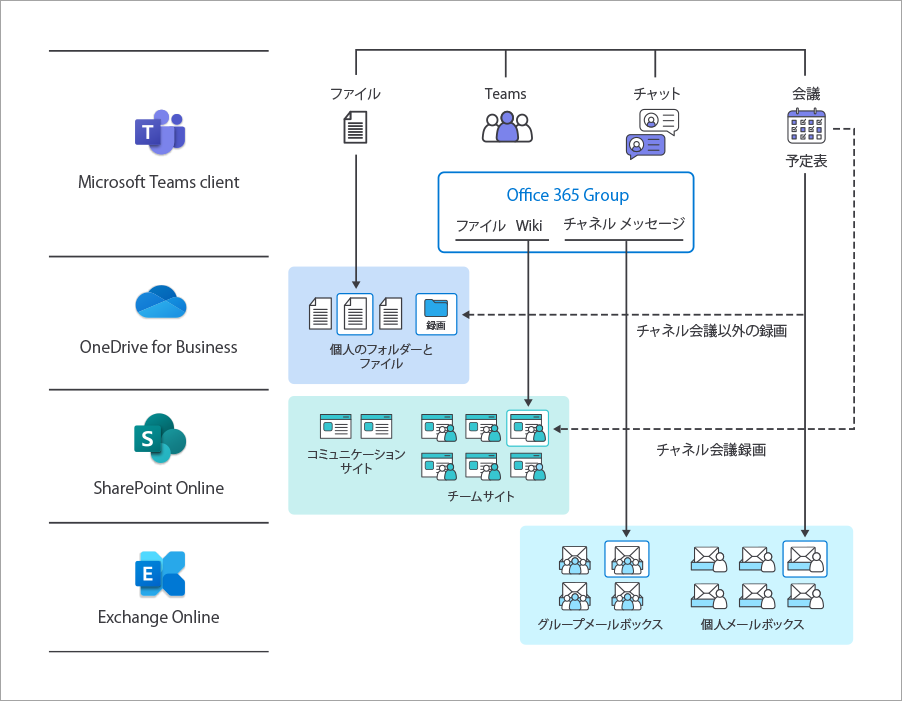 ファイル
Teams
チャット
会議
予定表
T
Microsoft Teams client
Office 365 Group
ファイル Wiki
チャネル メッセージ
OneDrive for Business
録画
個人のフォルダーと
ファイル
チャネル会議以外の録画
S
SharePoint Online
コミュニケーション
サイト
チームサイト
チャネル会議録画
E
Exchange Online
グループメールボックス
個人メールボックス